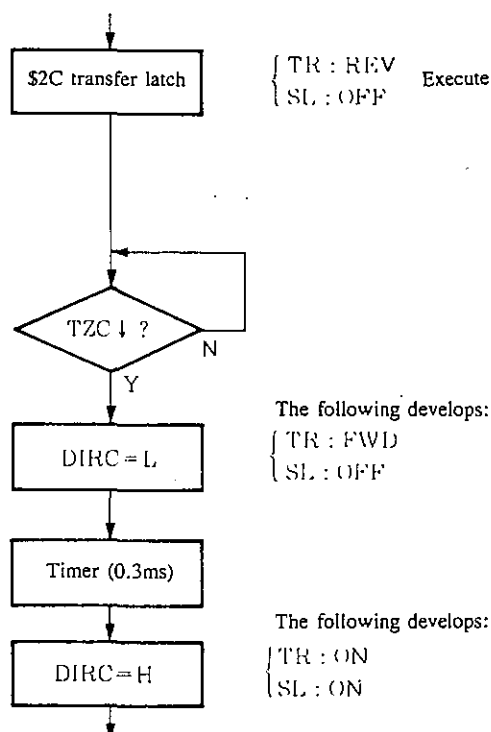 $2C transfer latch
TR : REV
SL : OFF
Execute
TZC ↓ ?
N
Y
The following develops:
DIRC = L
TR : FWD
SL : OFF
Timer (0.3ms)
The following develops:
DIRC = H
TR : ON
SL : ON